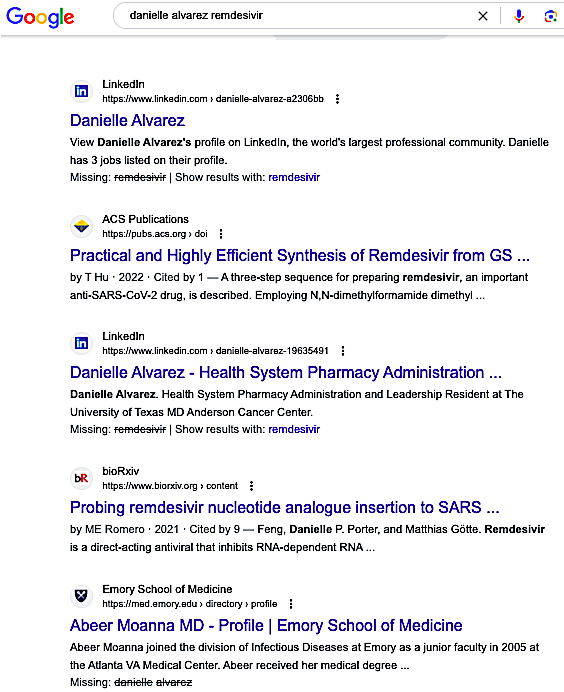 Google
danielle alvarez remdesivir
LinkedIn
https://www.linkedin.com › danielle-alvarez-a2306bb
Danielle Alvarez
View Danielle Alvarez's profile on LinkedIn, the world's largest professional community. Danielle
has 3 jobs listed on their profile.
Missing: remdesivir | Show results with: remdesivir
ACS Publications
https://pubs.acs.org › doi
Practical and Highly Efficient Synthesis of Remdesivir from GS ...
by T Hu · 2022 · Cited by 1 — A three-step sequence for preparing remdesivir, an important
anti-SARS-CoV-2 drug, is described. Employing N,N-dimethylformamide dimethyl ...
LinkedIn
https://www.linkedin.com › danielle-alvarez-19635491
Danielle Alvarez - Health System Pharmacy Administration ...
Danielle Alvarez. Health System Pharmacy Administration and Leadership Resident at The
University of Texas MD Anderson Cancer Center.
Missing: remdesivir | Show results with: remdesivir
bR
bioRxiv
https://www.biorxiv.org › content
Probing remdesivir nucleotide analogue insertion to SARS ...
by ME Romero · 2021 · Cited by 9 — Feng, Danielle P. Porter, and Matthias Götte. Remdesivir
is a direct-acting antiviral that inhibits RNA-dependent RNA ...
Emory School of Medicine
https://med.emory.edu › directory › profile
Abeer Moanna MD - Profile | Emory School of Medicine
Abeer Moanna joined the division of Infectious Diseases at Emory as a junior faculty in 2005 at
the Atlanta VA Medical Center. Abeer received her medical degree ...
Missing: danielle alvarez